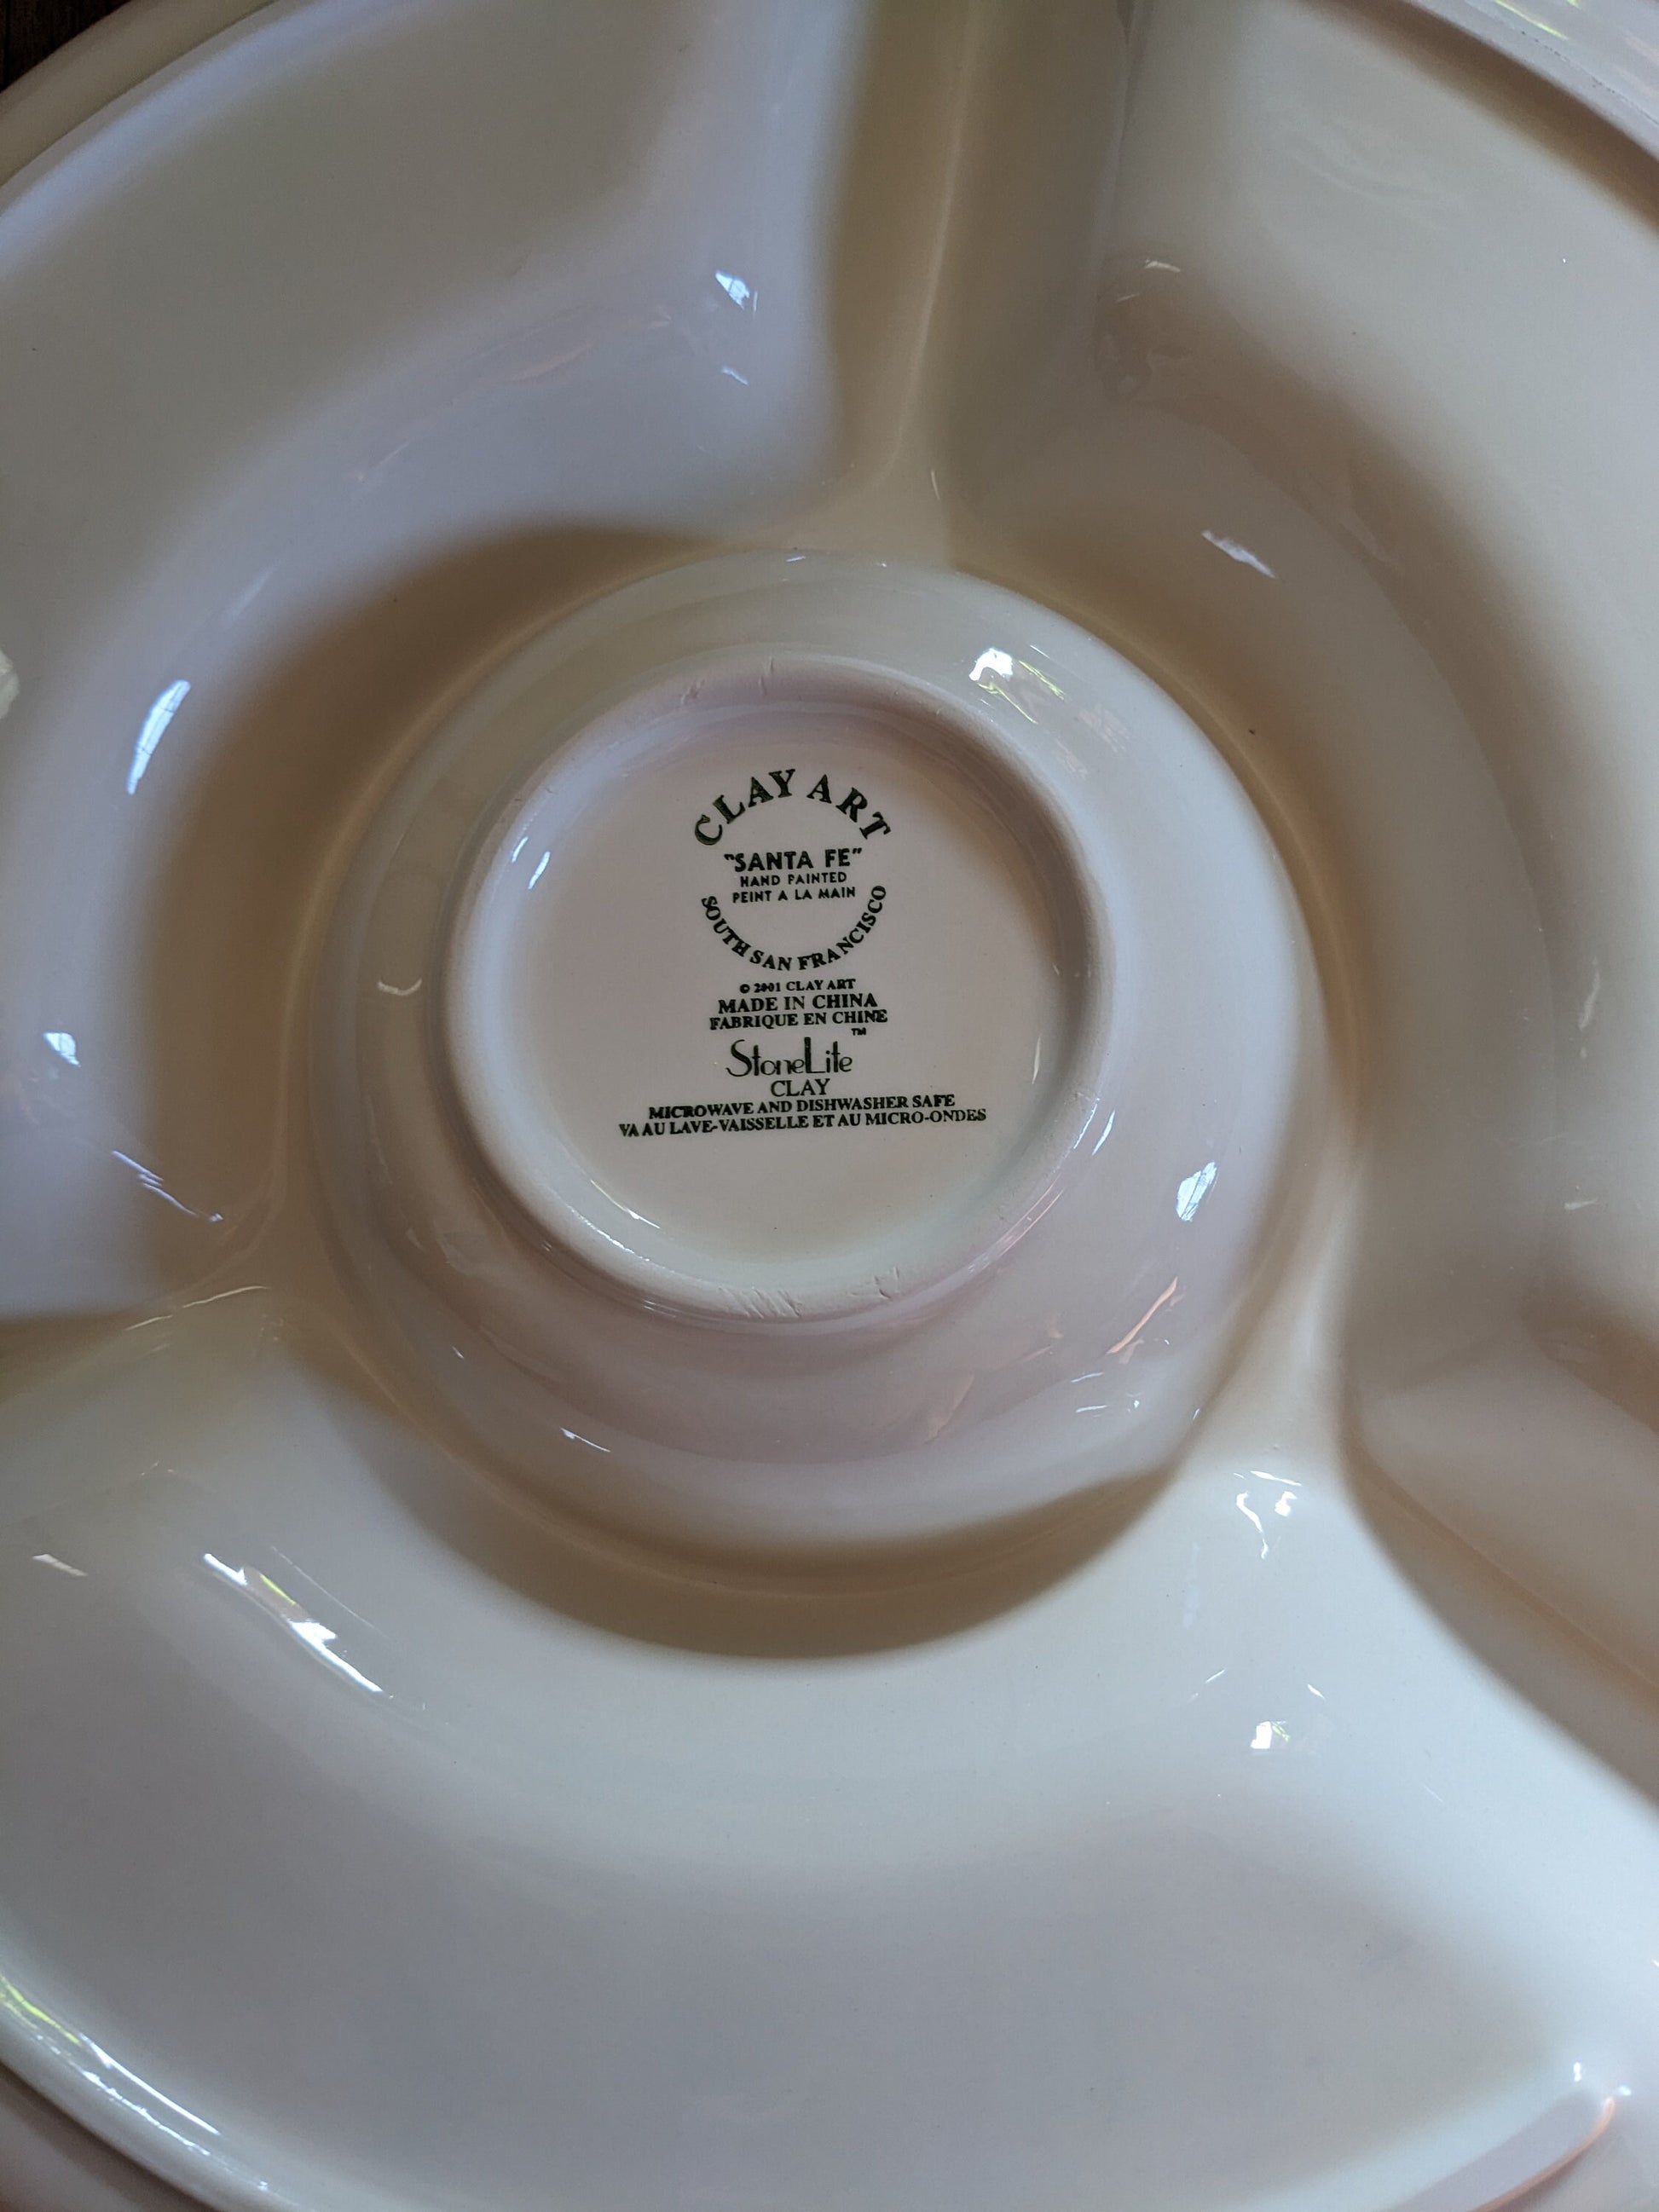 CLAY ART
"SANTA FE"
HAND PAINTED
PEINT A LA MAIN
SOUTH SAN FRANCISCO
© 2001 CLAY ART
MADE IN CHINA
FABRIQUE EN CHINE
StoneLite™
CLAY
MICROWAVE AND DISHWASHER SAFE
VA AU LAVE-VAISSELLE ET AU MICRO-ONDES